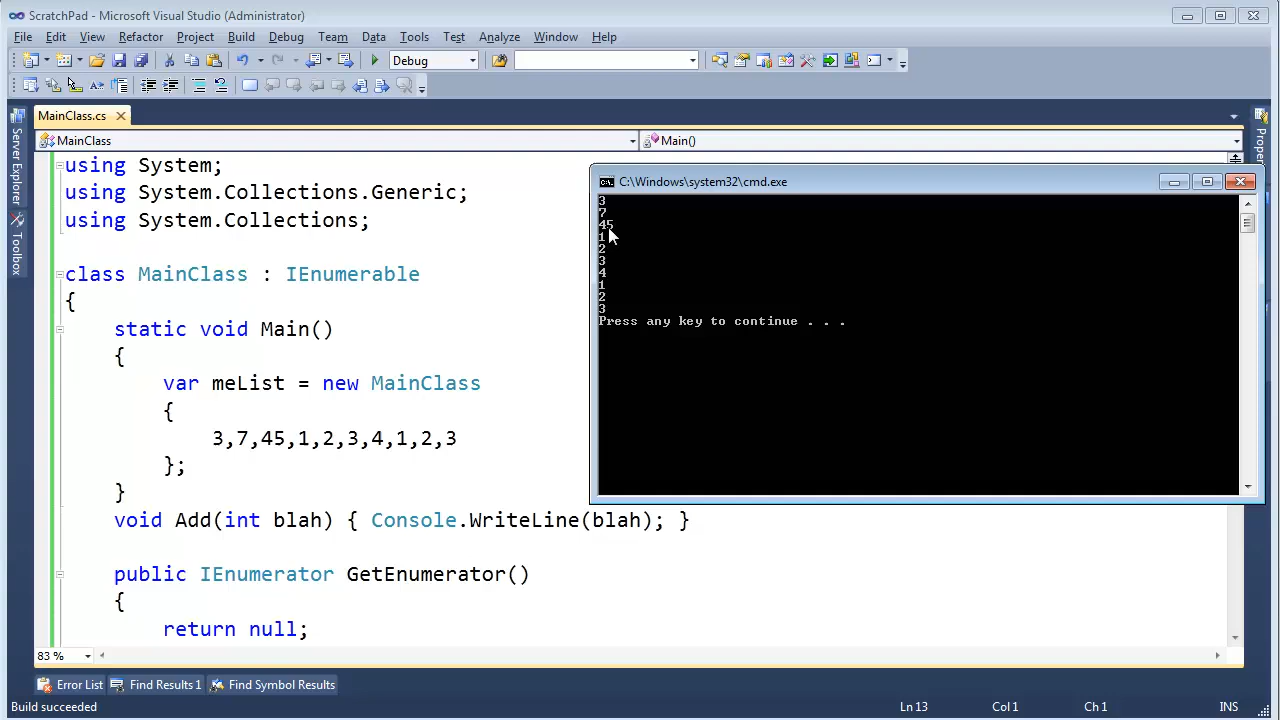 ScratchPad - Microsoft Visual Studio (Administrator)
File Edit View Refactor Project Build Debug Team Data Tools Test Analyze Window Help
Debug
MainClass.cs
MainClass
Main()
Server Explorer
Toolbox
using System;
using System.Collections.Generic;
using System.Collections;
class MainClass : IEnumerable
{
static void Main()
{
var meList = new MainClass
{
3,7,45,1,2,3,4,1,2,3
};
}
void Add(int blah) { Console.WriteLine(blah); }
public IEnumerator GetEnumerator()
{
return null;
C:\Windows\system32\cmd.exe
3
7
45
1
2
3
4
1
2
3
Press any key to continue . . .
83 %
Error List Find Results 1 Find Symbol Results
Build succeeded
Ln 13 Col 1 Ch 1 INS